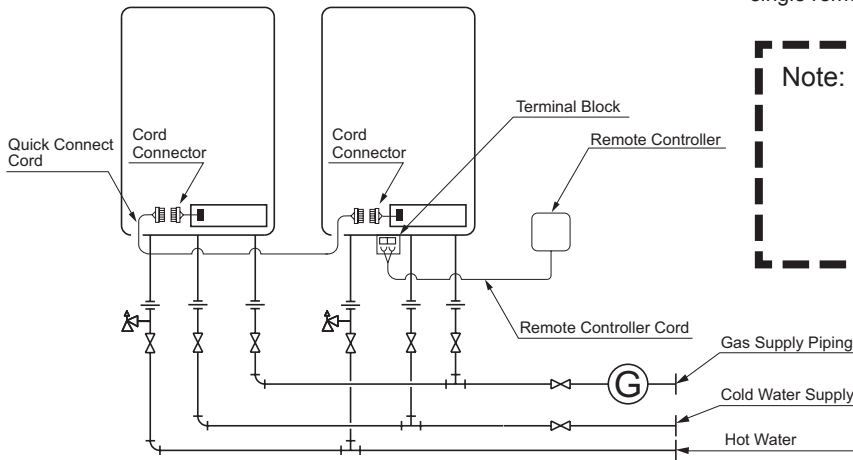 Note:
Terminal Block
Remote Controller
Quick Connect
Cord
Cord
Connector
Cord
Connector
Remote Controller Cord
Gas Supply Piping
G
Cold Water Supply
Hot Water